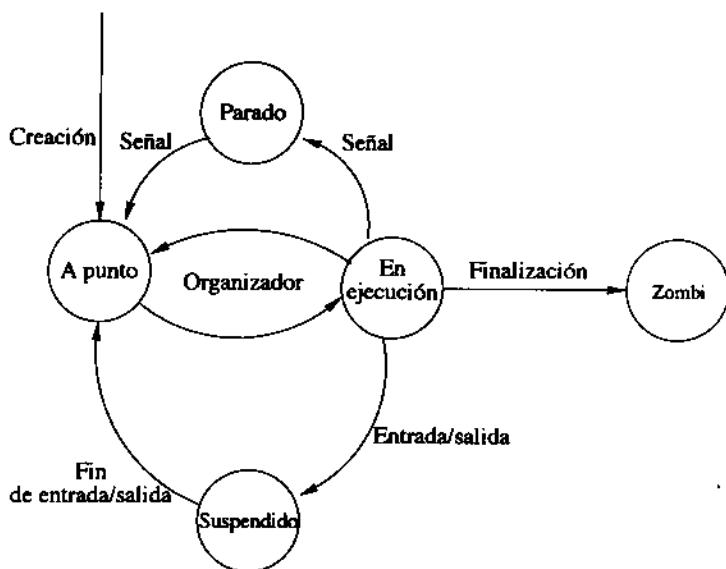 Parado
Creación
Señal
Señal
A punto
Organizador
En
ejecución
Finalización
Zombi
Entrada/salida
Fin
de entrada/salida
Suspendido